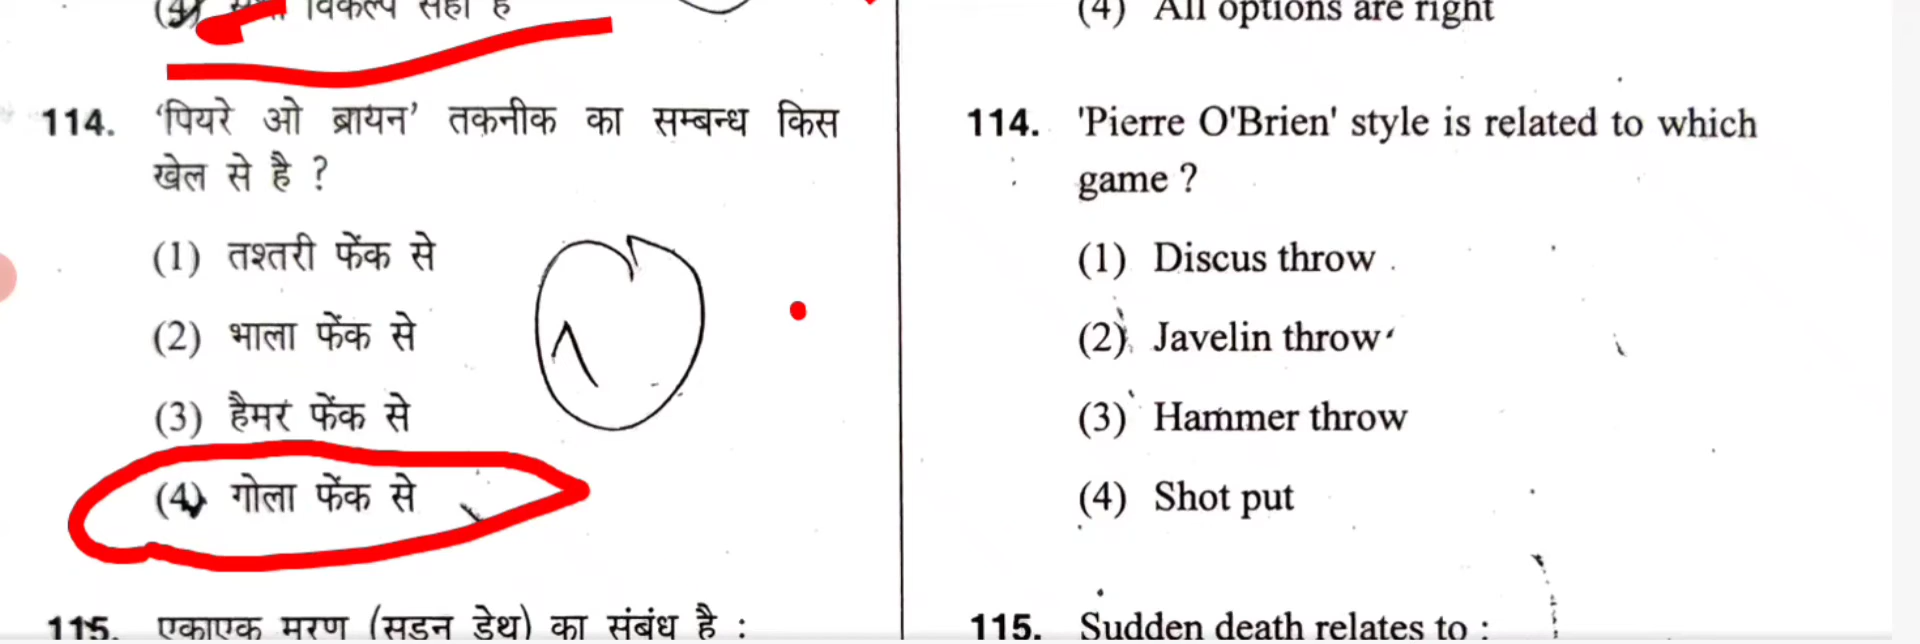 विकल्प सही है
114. ‘पियरे ओ ब्रायन’ तकनीक का सम्बन्ध किस
खेल से है ?
(1) तश्तरी फेंक से
(2) भाला फेंक से
(3) हैमर फेंक से
(4) गोला फेंक से
115. एकाएक मरण (सडन डेथ) का संबंध है :
(4) All options are right
114. 'Pierre O'Brien' style is related to which
game ?
(1) Discus throw
(2) Javelin throw
(3) Hammer throw
(4) Shot put
115. Sudden death relates to :